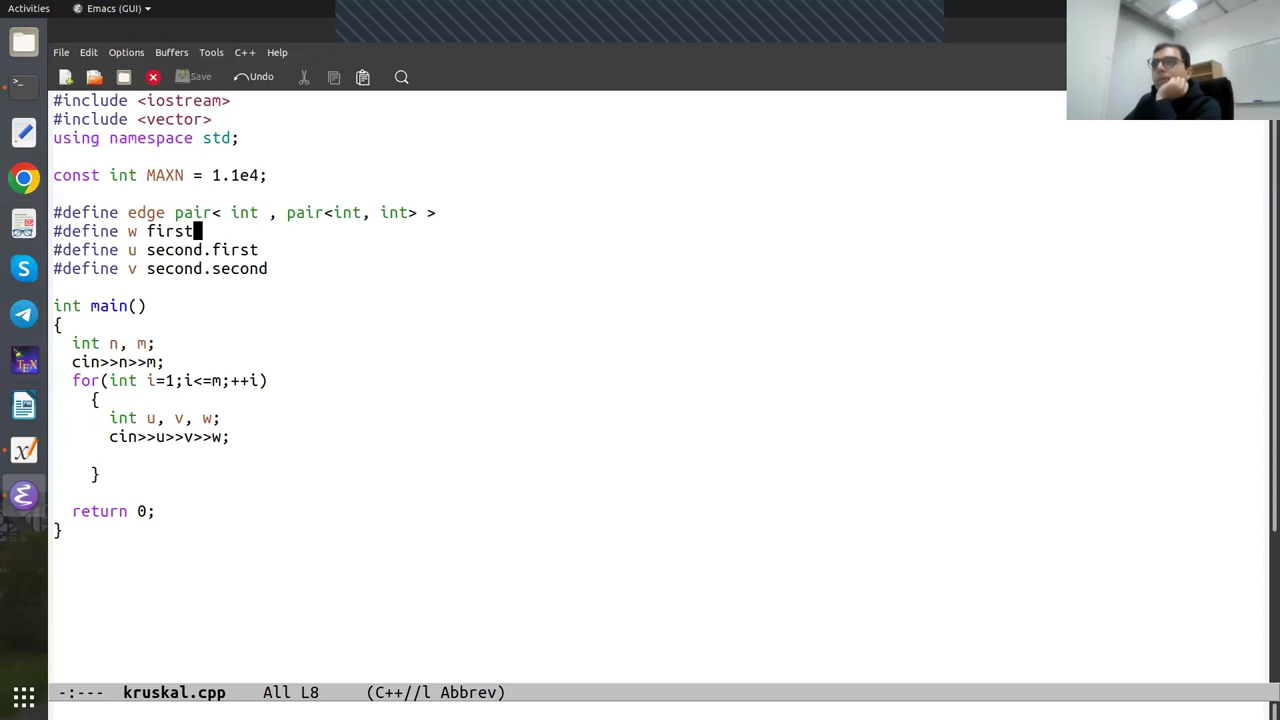 Activities
Emacs (GUI)
File Edit Options Buffers Tools C++ Help
Save Undo
#include <iostream>
#include <vector>
using namespace std;
const int MAXN = 1.1e4;
#define edge pair< int , pair<int, int> >
#define w first
#define u second.first
#define v second.second
int main()
{
int n, m;
cin>>n>>m;
for(int i=1;i<=m;++i)
{
int u, v, w;
cin>>u>>v>>w;
}
return 0;
}
-:--- kruskal.cpp All L8 (C++//l Abbrev)